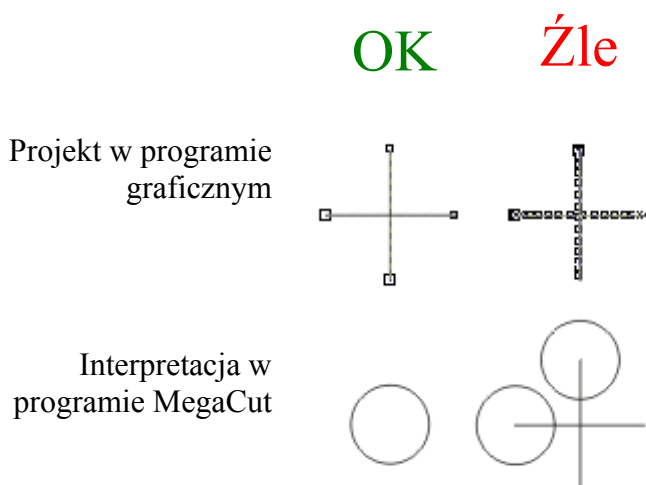 OK Źle
Projekt w programie
graficznym
Interpretacja w
programie MegaCut